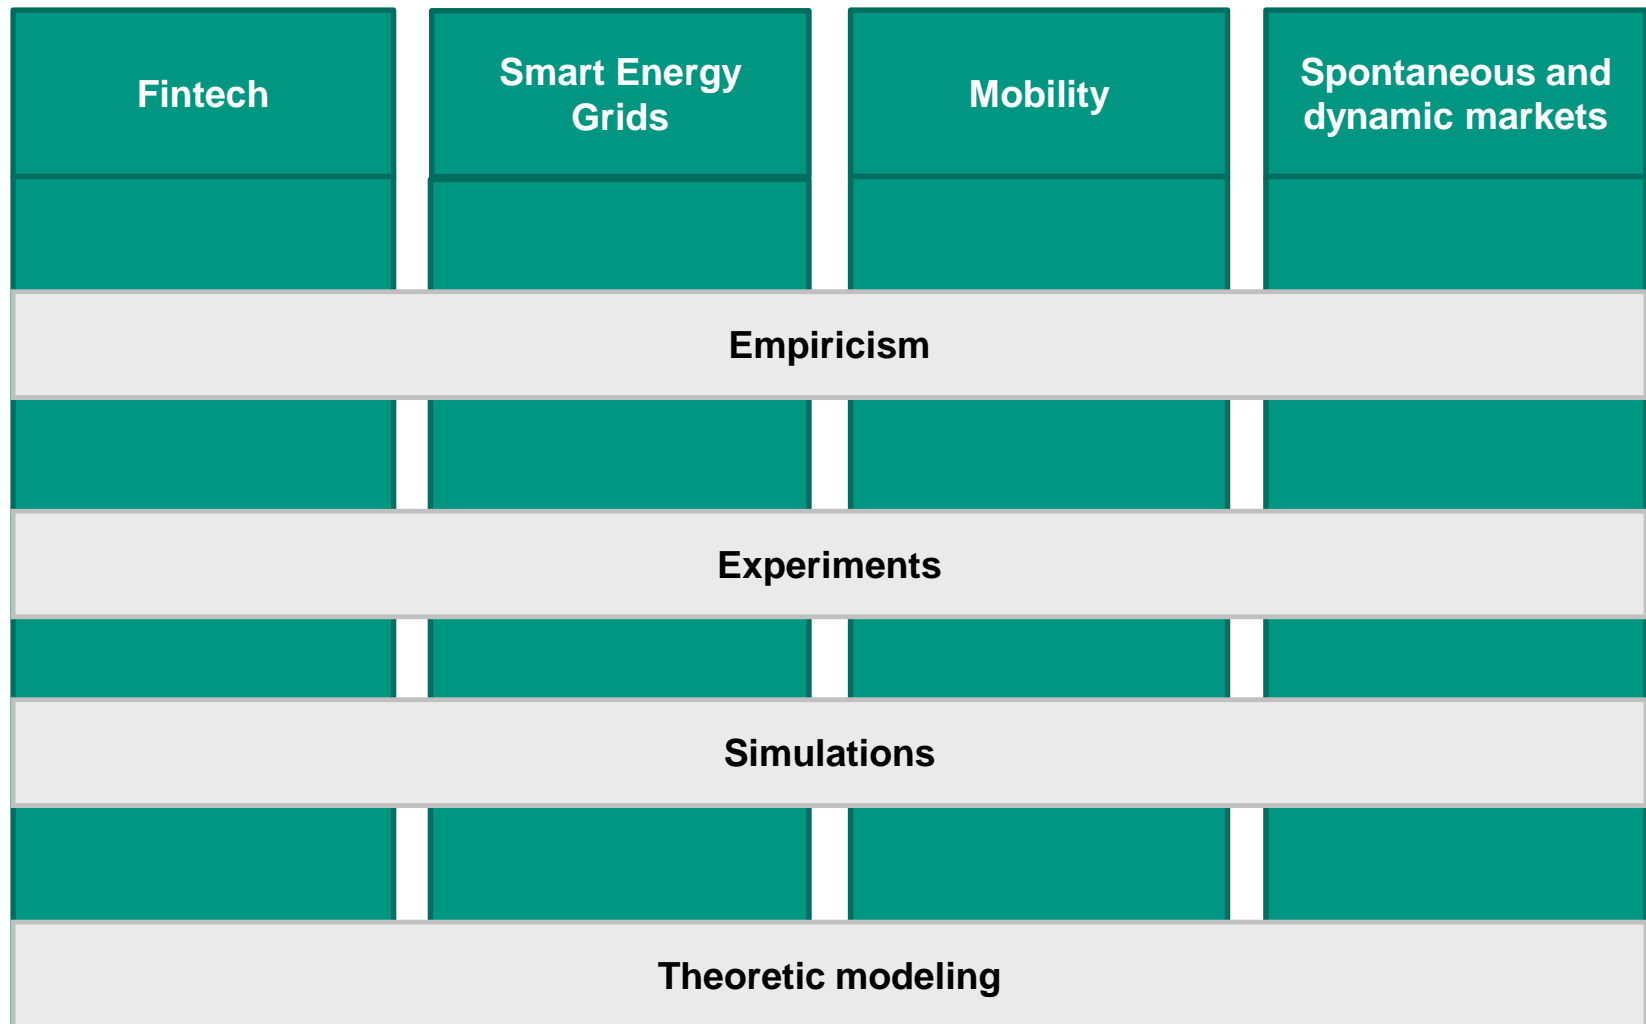 Fintech
Smart Energy
Grids
Mobility
Spontaneous and
dynamic markets
Empiricism
Experiments
Simulations
Theoretic modeling